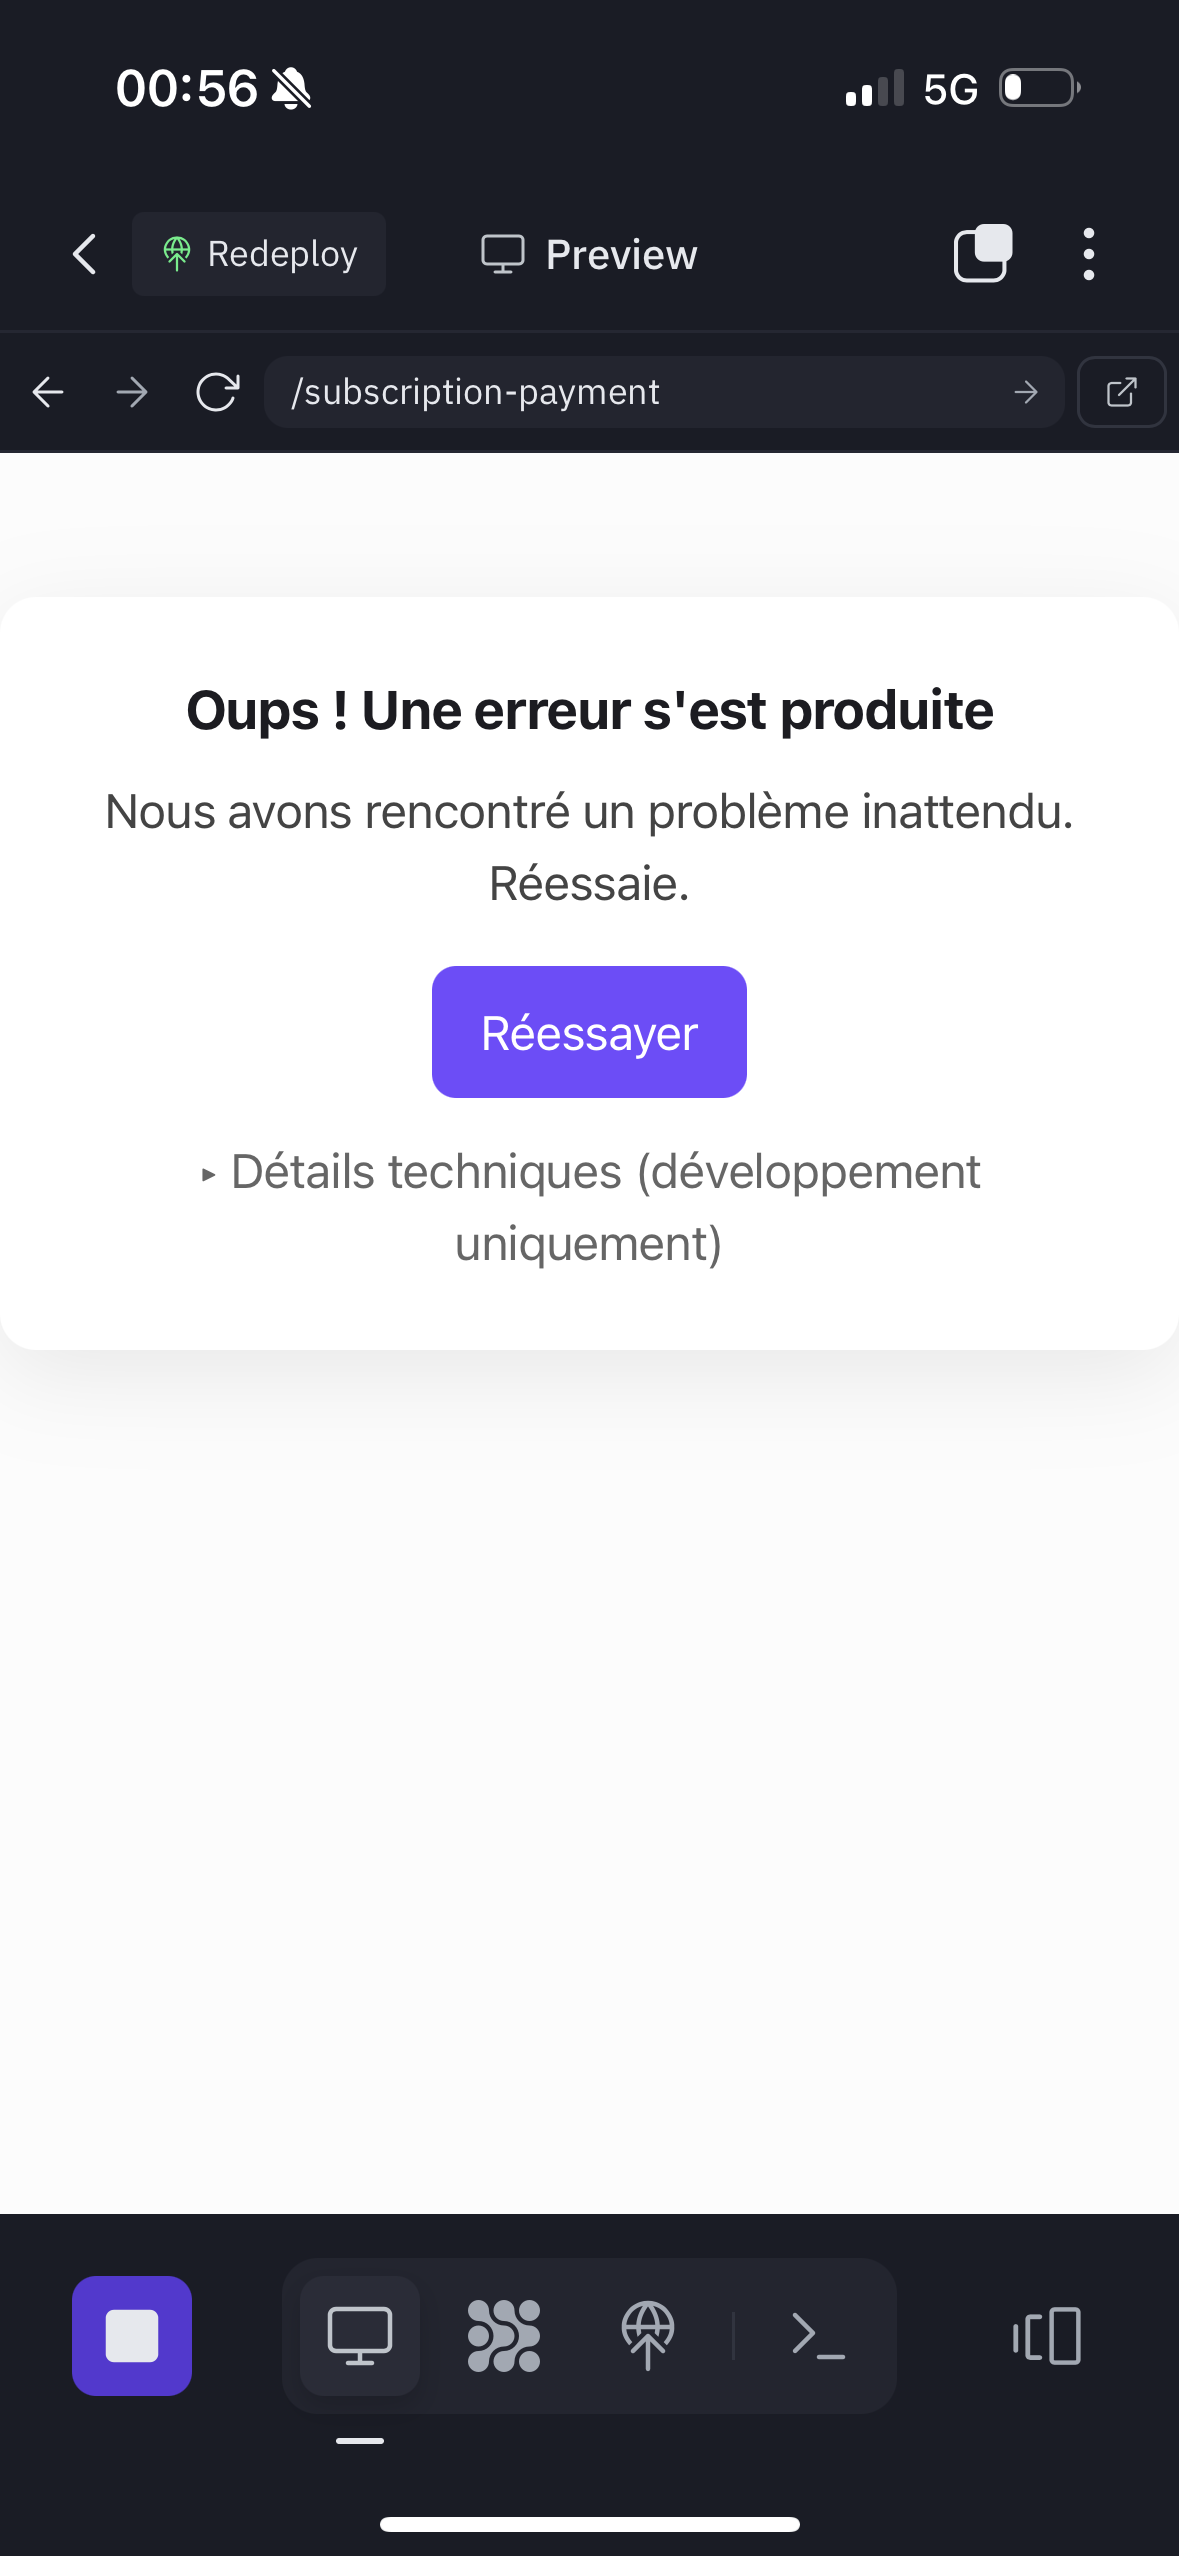 00:56
5G
Redeploy
Preview
/subscription-payment
Oups ! Une erreur s'est produite
Nous avons rencontré un problème inattendu.
Réessaie.
Réessayer
▸ Détails techniques (développement
uniquement)